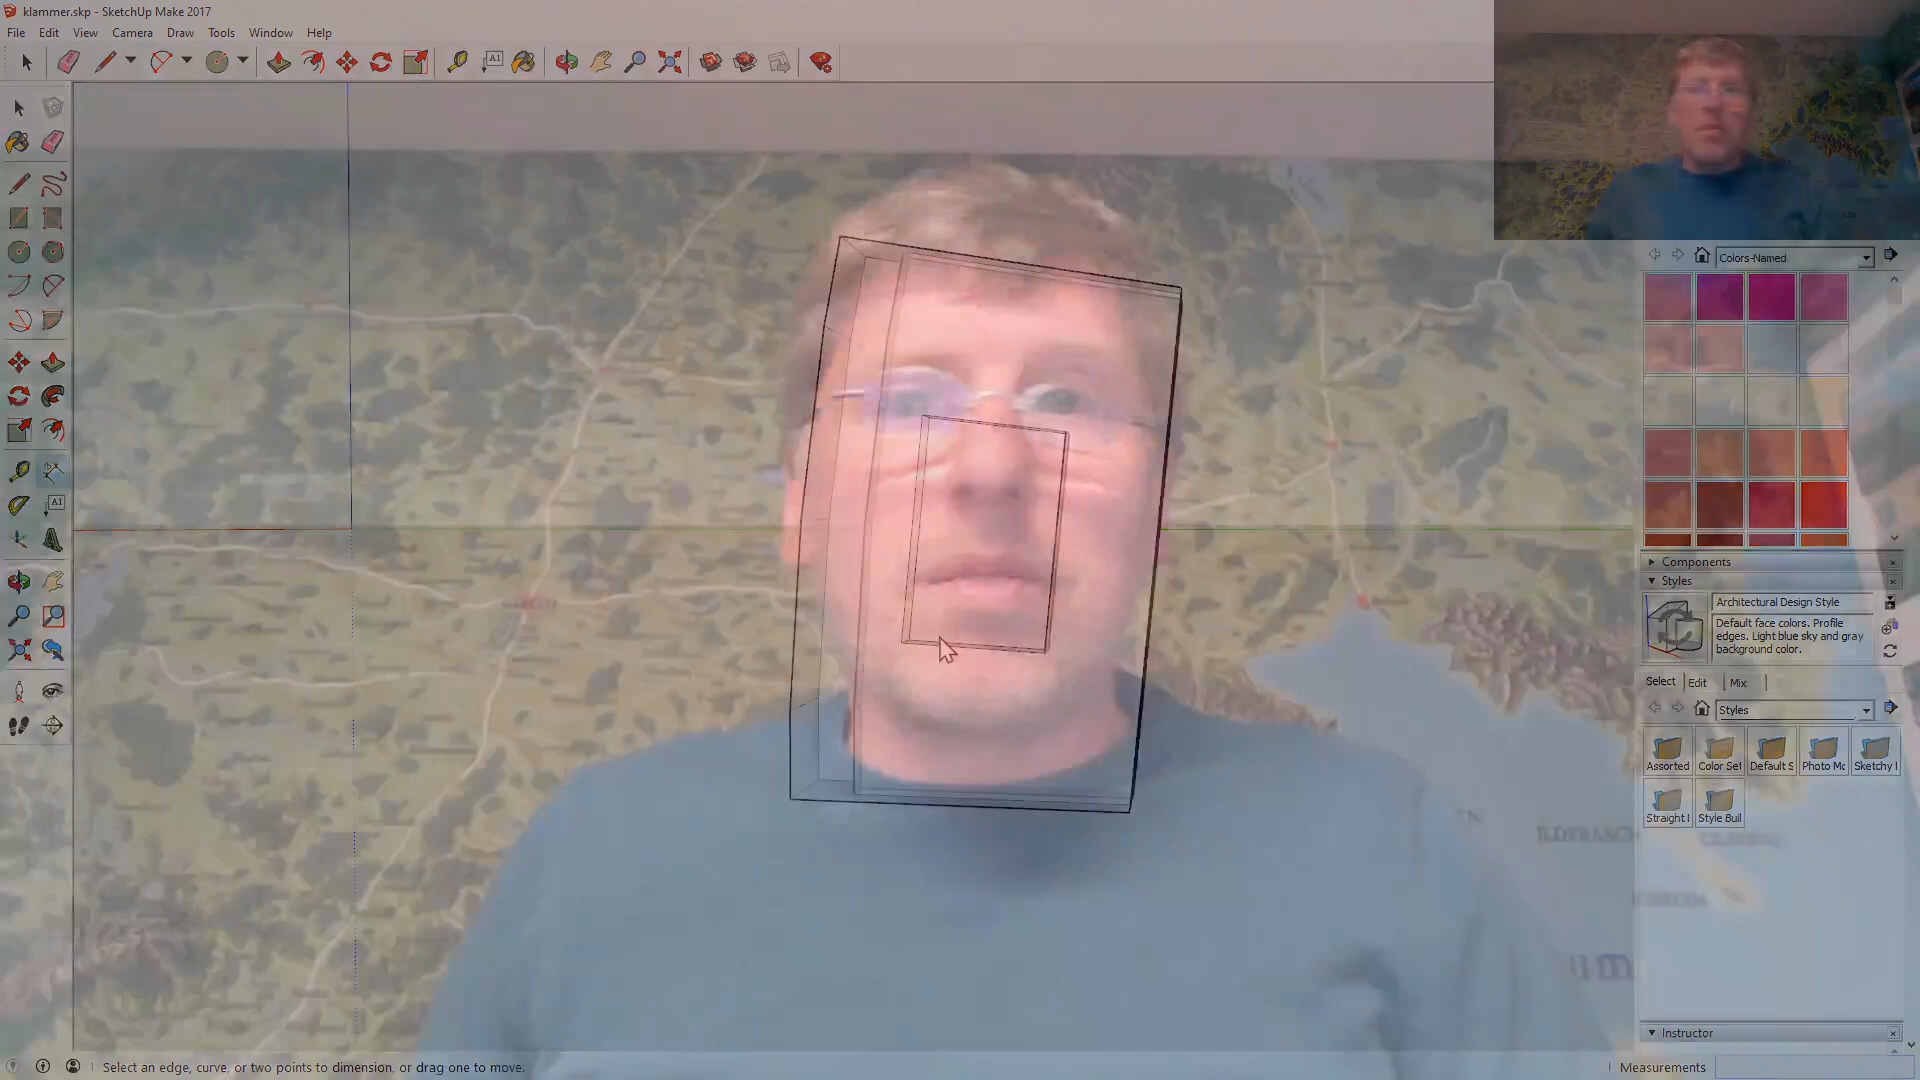 klammer.skp - SketchUp Make 2017
File Edit View Camera Draw Tools Window Help
A1
Colors-Named
A1
Components
Styles
Architectural Design Style
Default face colors. Profile
edges. Light blue sky and gray
background color.
Select Edit Mix
Styles
Assorted Color Set Default S Photo Mo Sketchy
Straight l Style Buil
Instructor
Select an edge, curve, or two points to dimension, or drag one to move.
Measurements